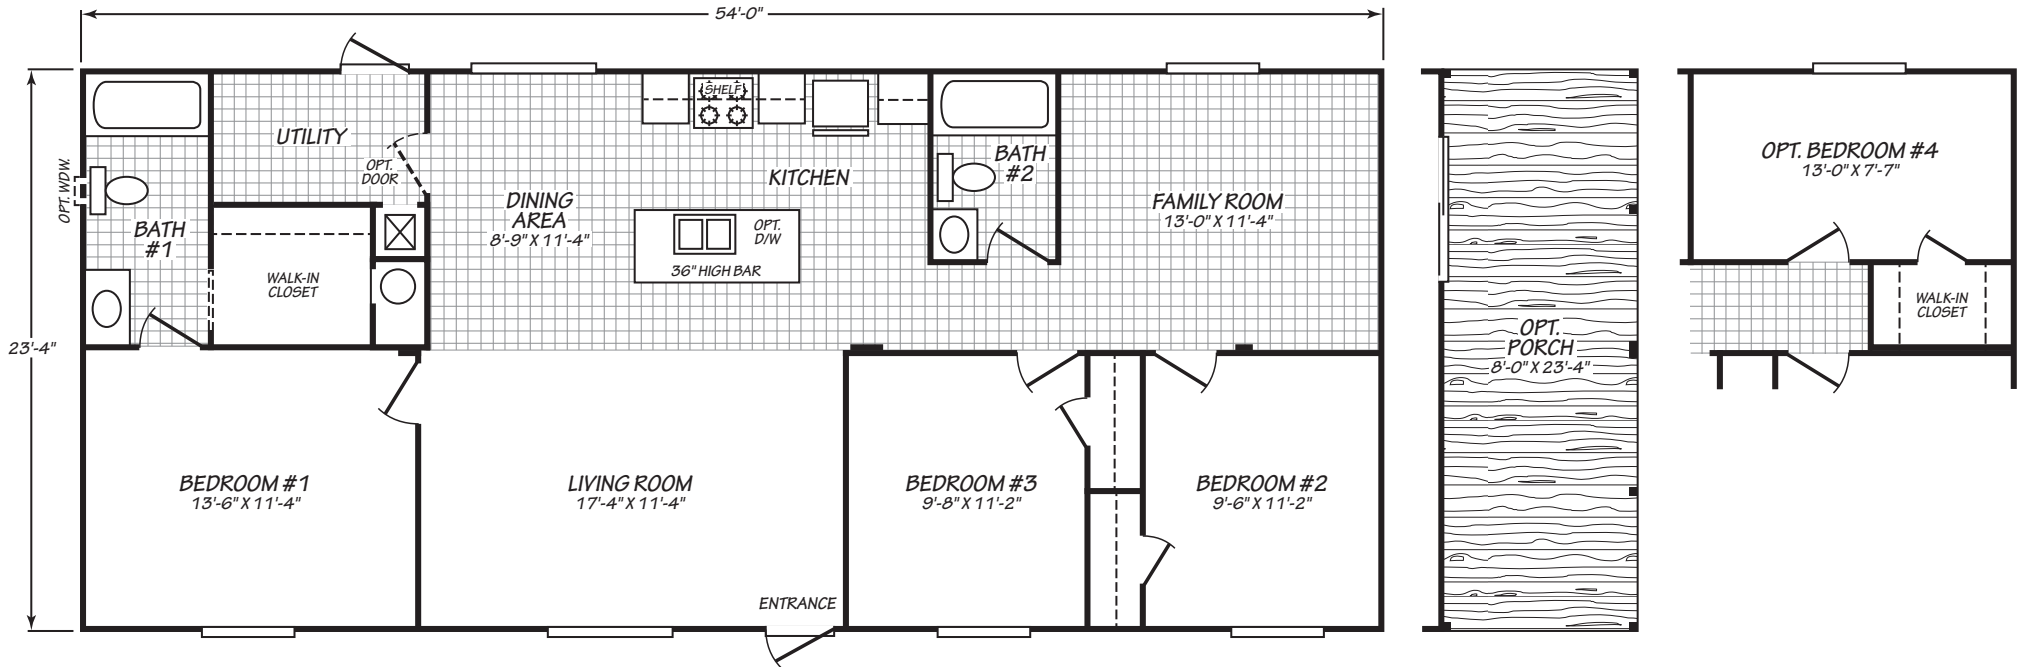 54'-0"
SHELF
UTILITY
OPT.
DOOR
OPT. WDW.
BATH
#1
WALK-IN
CLOSET
DINING
AREA
8'-9" X 11'-4"
KITCHEN
OPT.
D/W
36" HIGH BAR
BATH
#2
FAMILY ROOM
13'-0" X 11'-4"
23'-4"
BEDROOM #1
13'-6" X 11'-4"
LIVING ROOM
17'-4" X 11'-4"
ENTRANCE
BEDROOM #3
9'-8" X 11'-2"
BEDROOM #2
9'-6" X 11'-2"
OPT.
PORCH
8'-0" X 23'-4"
OPT. BEDROOM #4
13'-0" X 7'-7"
WALK-IN
CLOSET